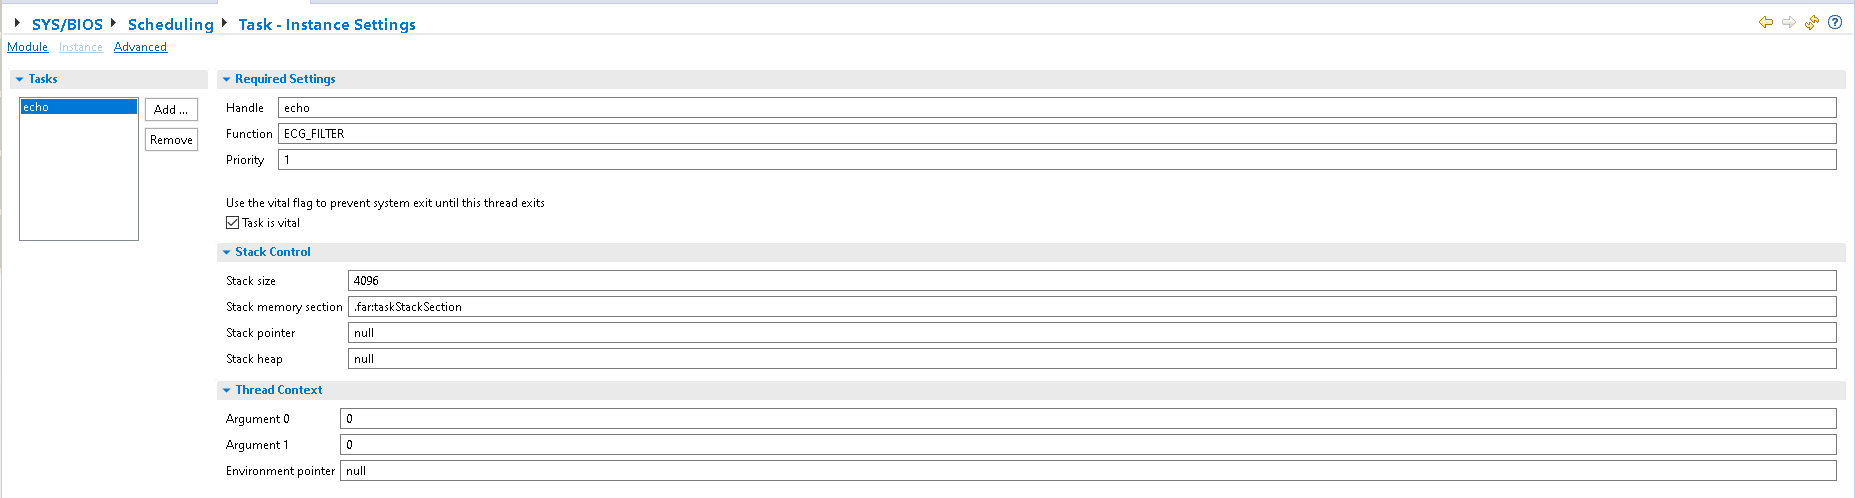 SYS/BIOS Scheduling Task - Instance Settings
Module Instance Advanced
Tasks
echo
Add ...
Remove
Required Settings
Handle echo
Function ECG_FILTER
Priority 1
Use the vital flag to prevent system exit until this thread exits
Task is vital
Stack Control
Stack size 4096
Stack memory section .far:taskStackSection
Stack pointer null
Stack heap null
Thread Context
Argument 0 0
Argument 1 0
Environment pointer null